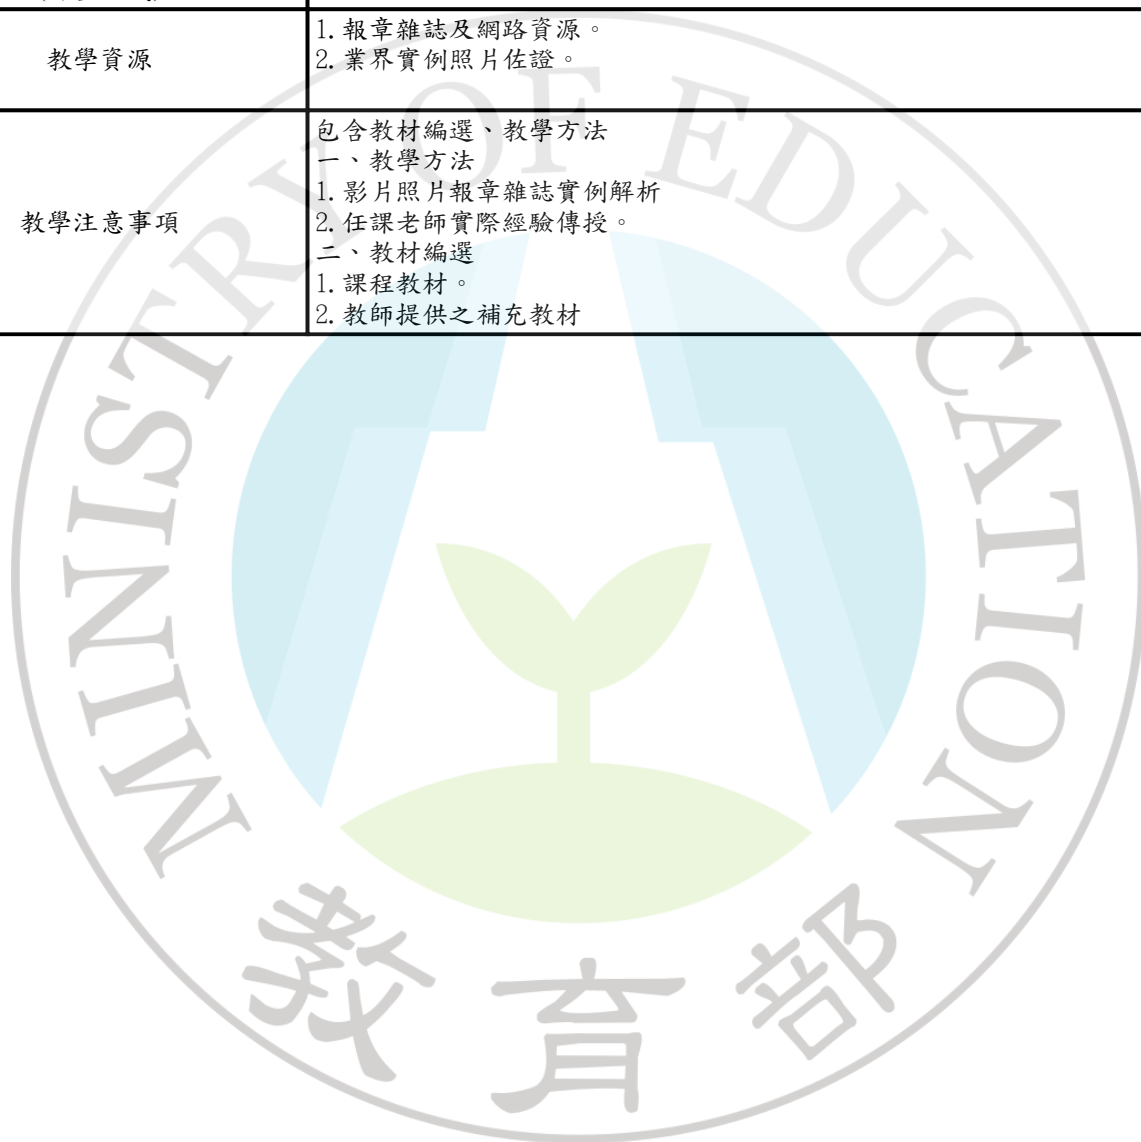 教學資源
1.報章雜誌及網路資源。
2.業界實例照片佐證。
教學注意事項
包含教材編選、教學方法
一、教學方法
1.影片照片報章雜誌實例解析
2.任課老師實際經驗傳授。
二、教材編選
1.課程教材。
2.教師提供之補充教材
MINISTRY OF EDUCATION
教育部